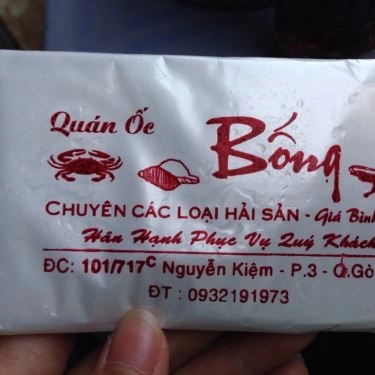 Quán Ốc
Bống
CHUYÊN CÁC LOẠI HẢI SẢN - Giá Bình
Hân Hạnh Phục Vụ Quý Khách
ĐC: 101/717C Nguyễn Kiệm - P.3 - Q.Gò
ĐT : 0932191973